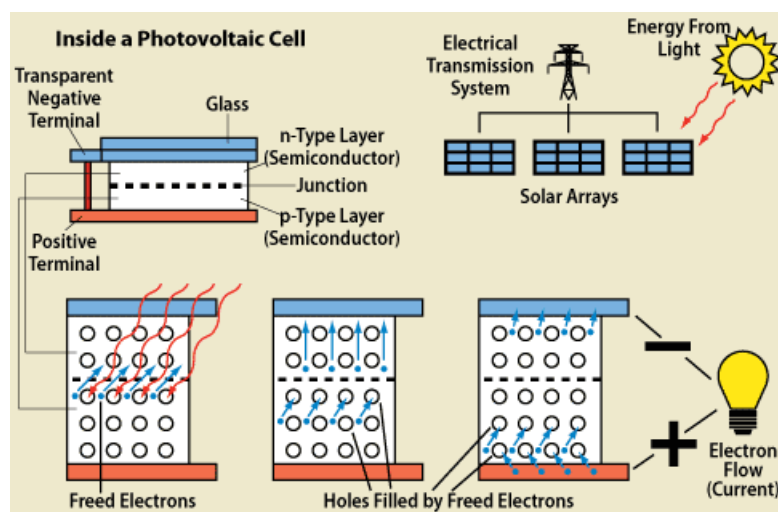 Inside a Photovoltaic Cell
Transparent
Negative
Terminal
Glass
n-Type Layer
(Semiconductor)
Junction
p-Type Layer
(Semiconductor)
Positive
Terminal
Electrical
Transmission
System
Energy From
Light
Solar Arrays
Freed Electrons
Holes Filled by Freed Electrons
Electron
Flow
(Current)